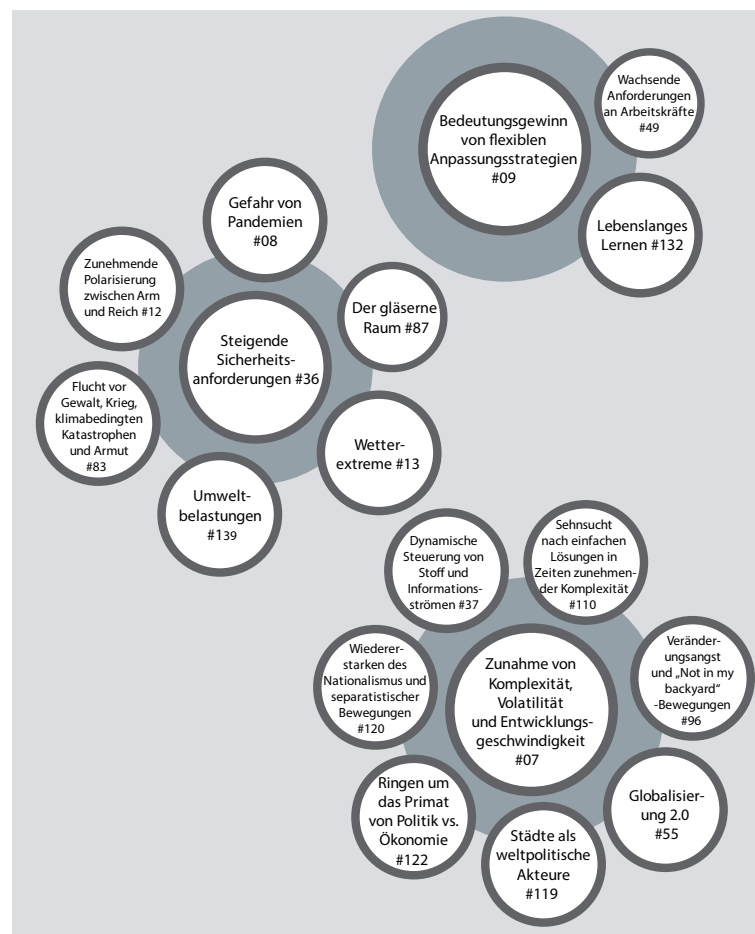 Bedeutungsgewinn
von flexiblen
Anpassungsstrategien
#09
Wachsende
Anforderungen
an Arbeitskräfte
#49
Lebenslanges
Lernen #132
Gefahr von
Pandemien
#08
Zunehmende
Polarisierung
zwischen Arm
und Reich #12
Der gläserne
Raum #87
Steigende
Sicherheits-
anforderungen #36
Flucht vor
Gewalt, Krieg,
klimabedingten
Katastrophen
und Armut
#83
Wetter-
extreme #13
Umwelt-
belastungen
#139
Dynamische
Steuerung von
Stoff und
Informations-
strömen #37
Sehnsucht
nach einfachen
Lösungen in
Zeiten zunehmen-
der Komplexität
#110
Wiederer-
starken des
Nationalismus und
separatistischer
Bewegungen
#120
Zunahme von
Komplexität,
Volatilität
und Entwicklungs-
geschwindigkeit
#07
Veränder-
ungsangst
und „Not in my
backyard“
-Bewegungen
#96
Ringen um
das Primat
von Politik vs.
Ökonomie
#122
Städte als
weltpolitische
Akteure
#119
Globalisier-
ung 2.0
#55